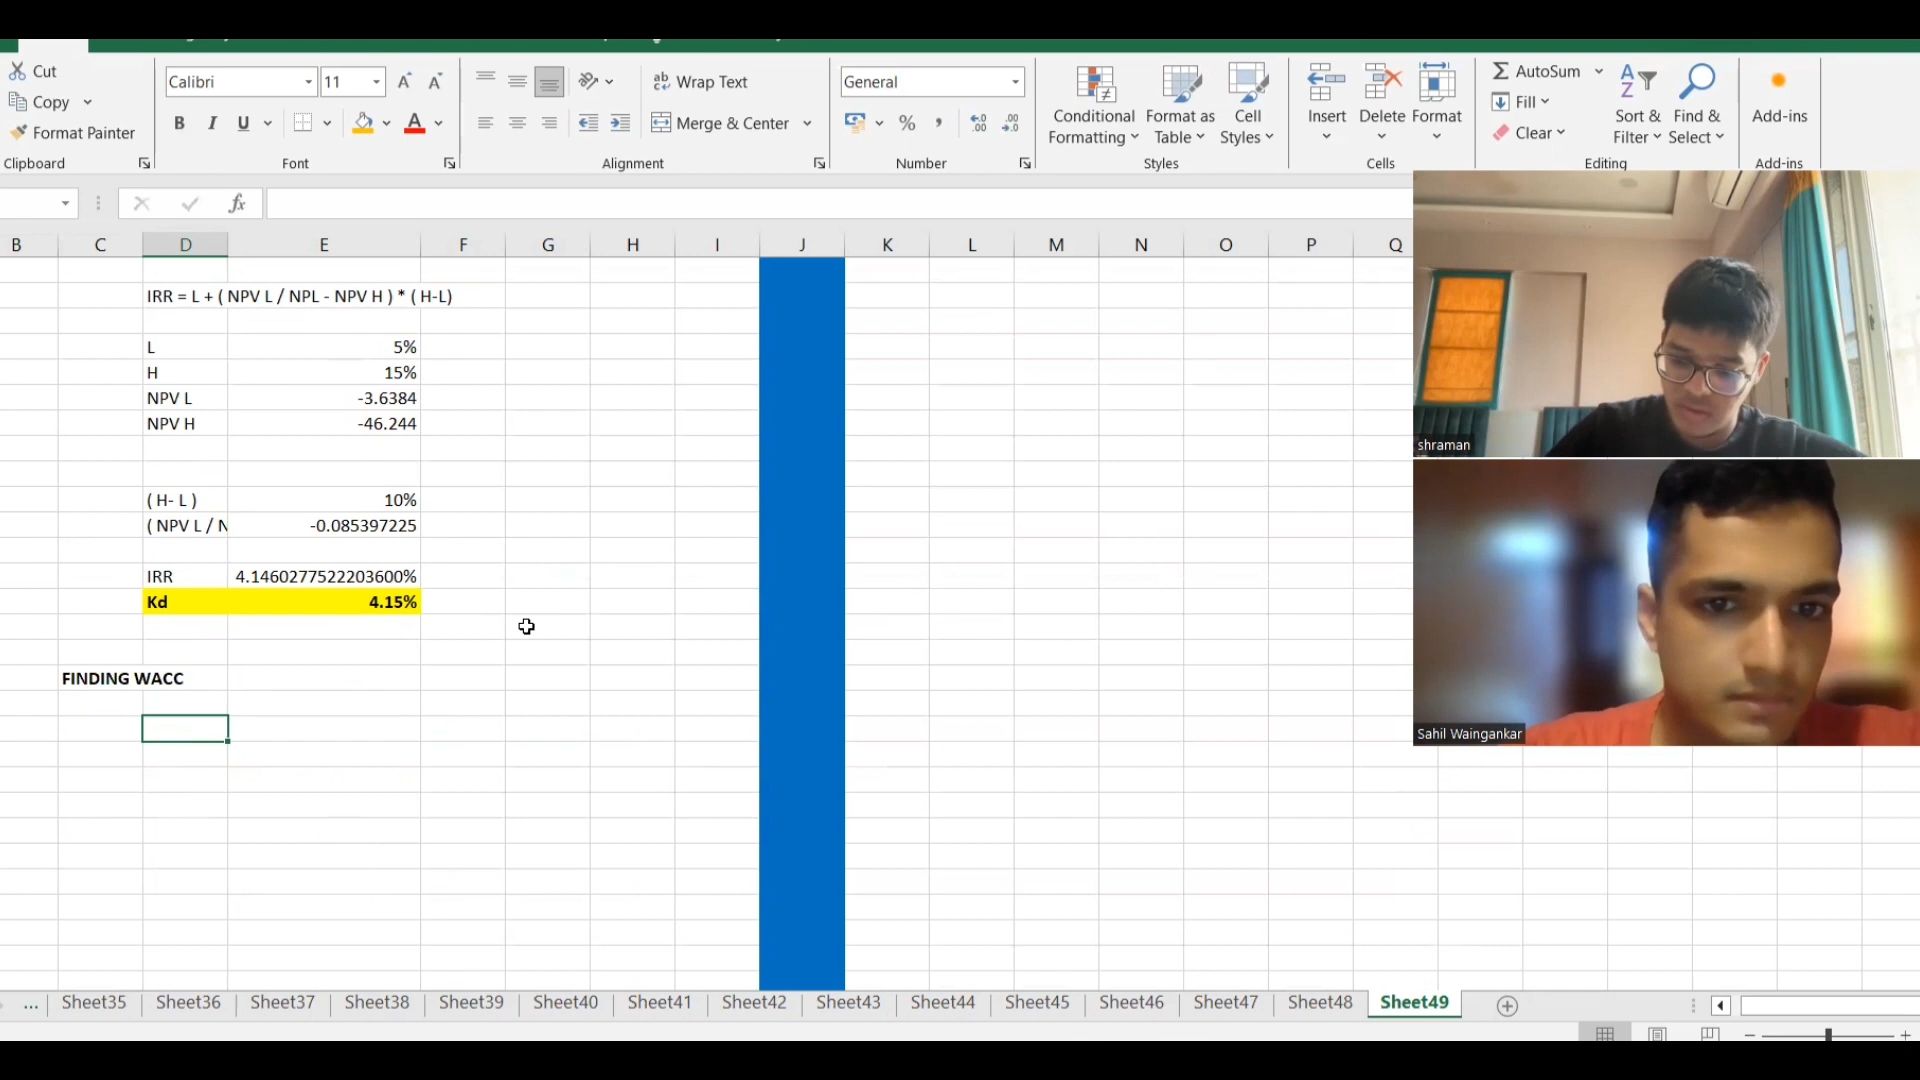 Cut
Copy
Format Painter
Clipboard
Calibri
11
A A
B I U
A
Font
ab Wrap Text
Merge & Center
Alignment
General
% ,
Number
Conditional Formatting
Format as Table
Cell Styles
Styles
Insert
Delete
Format
Cells
AutoSum
Fill
Clear
Sort & Filter
Find & Select
Editing
Add-ins
Add-ins
fx
B C D E F G H I J K L M N O P Q
IRR = L + ( NPV L / NPL - NPV H ) * ( H-L)
L 5%
H 15%
NPV L -3.6384
NPV H -46.244
( H- L ) 10%
( NPV L / N -0.085397225
IRR 4.1460277522203600%
Kd 4.15%
FINDING WACC
shraman
Sahil Waingankar
... Sheet35 Sheet36 Sheet37 Sheet38 Sheet39 Sheet40 Sheet41 Sheet42 Sheet43 Sheet44 Sheet45 Sheet46 Sheet47 Sheet48 Sheet49